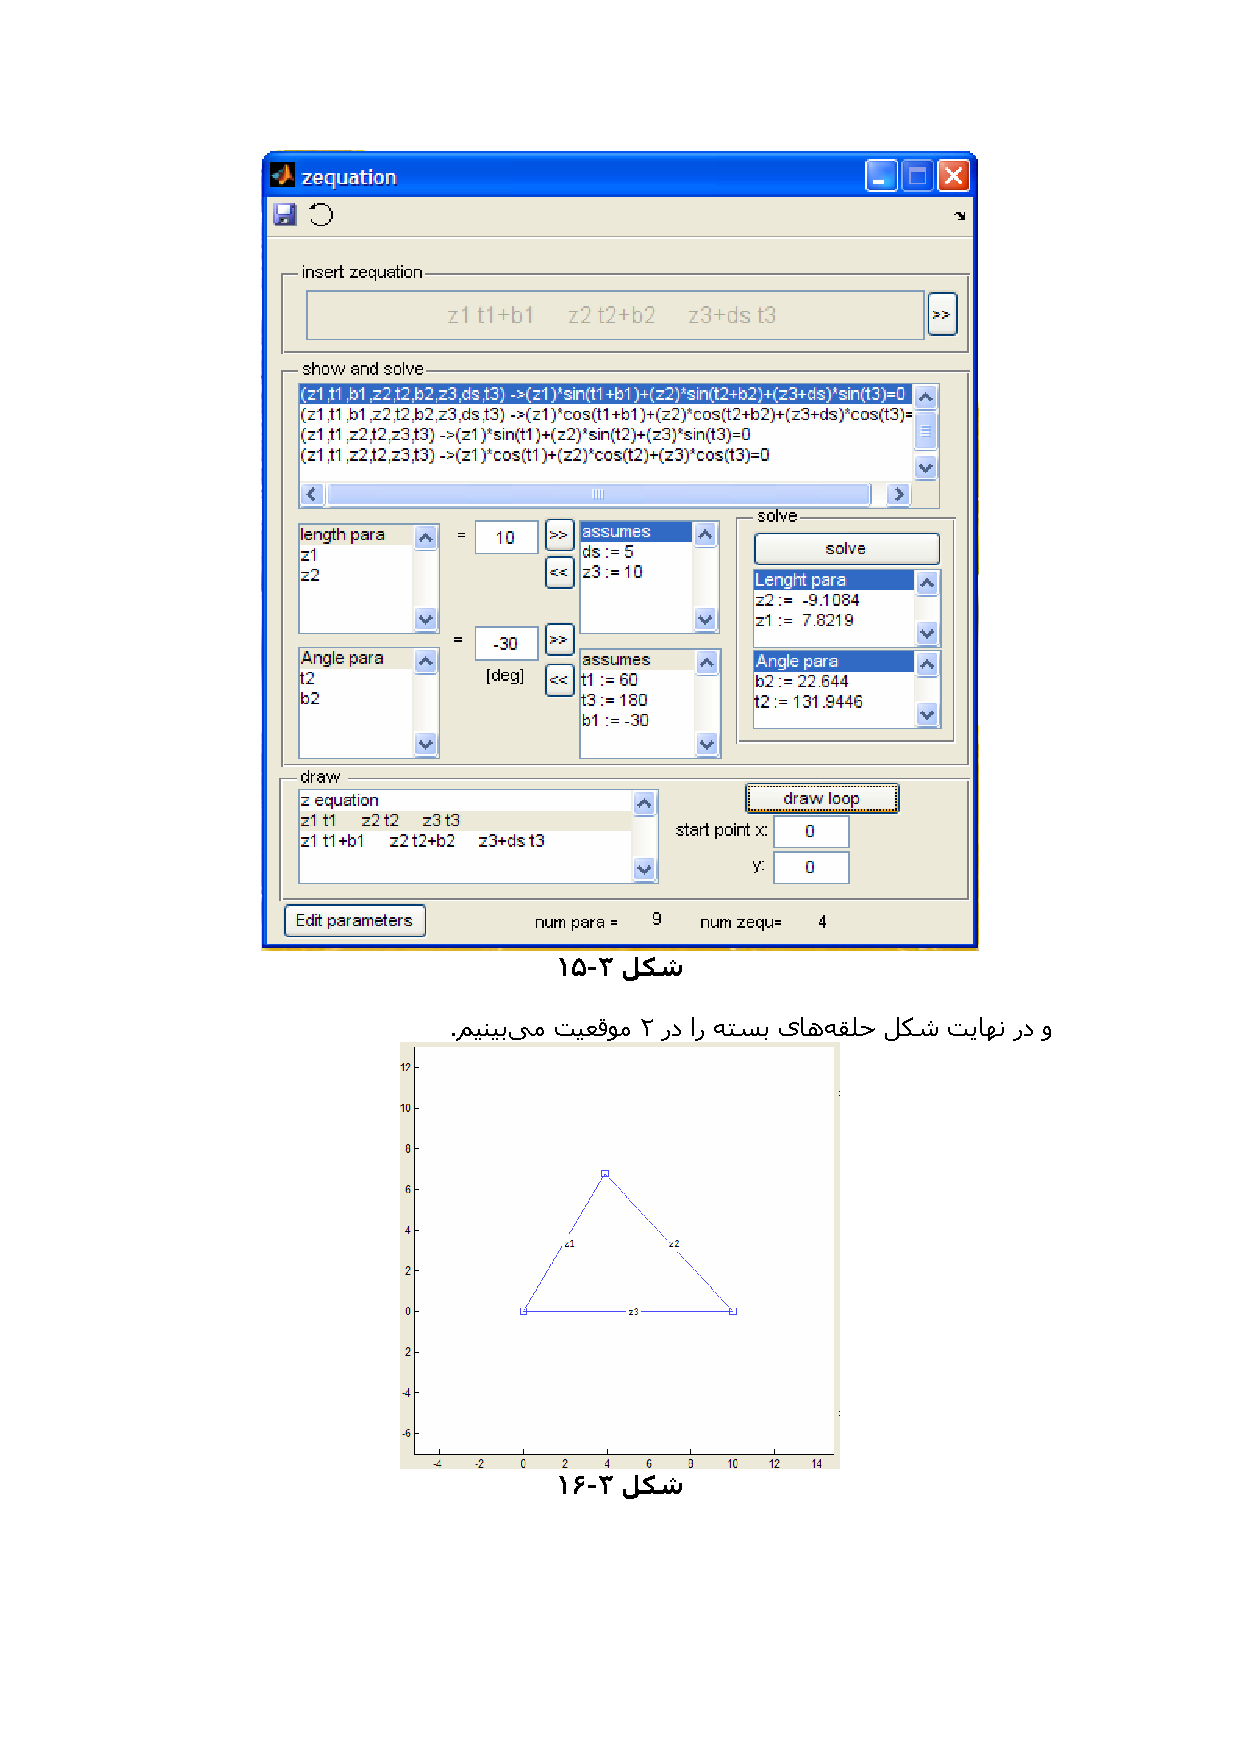 zequation
insert zequation
z1 t1+b1 z2 t2+b2 z3+ds t3
>>
show and solve
(z1,t1,b1,z2,t2,b2,z3,ds,t3) ->(z1)*sin(t1+b1)+(z2)*sin(t2+b2)+(z3+ds)*sin(t3)=0
(z1,t1,b1,z2,t2,b2,z3,ds,t3) ->(z1)*cos(t1+b1)+(z2)*cos(t2+b2)+(z3+ds)*cos(t3)=
(z1,t1,z2,t2,z3,t3) ->(z1)*sin(t1)+(z2)*sin(t2)+(z3)*sin(t3)=0
(z1,t1,z2,t2,z3,t3) ->(z1)*cos(t1)+(z2)*cos(t2)+(z3)*cos(t3)=0
length para
z1
z2
= 10 >>
<<
assumes
ds := 5
z3 := 10
solve
solve
Lenght para
z2 := -9.1084
z1 := 7.8219
Angle para
t2
b2
= -30 >>
[deg] <<
assumes
t1 := 60
t3 := 180
b1 := -30
Angle para
b2 := 22.644
t2 := 131.9446
draw
z equation
z1 t1 z2 t2 z3 t3
z1 t1+b1 z2 t2+b2 z3+ds t3
draw loop
start point x: 0
y: 0
Edit parameters num para = 9 num zequ= 4
شکل ۳-۱۵
و در نهایت شکل حلقه‌های بسته را در ۲ موقعیت می‌بینیم.
12
10
8
6
4
2
0
2
-4
-6
z1
z2
z3
-4 -2 0 2 4 6 8 10 12 14
شکل ۳-۱۶